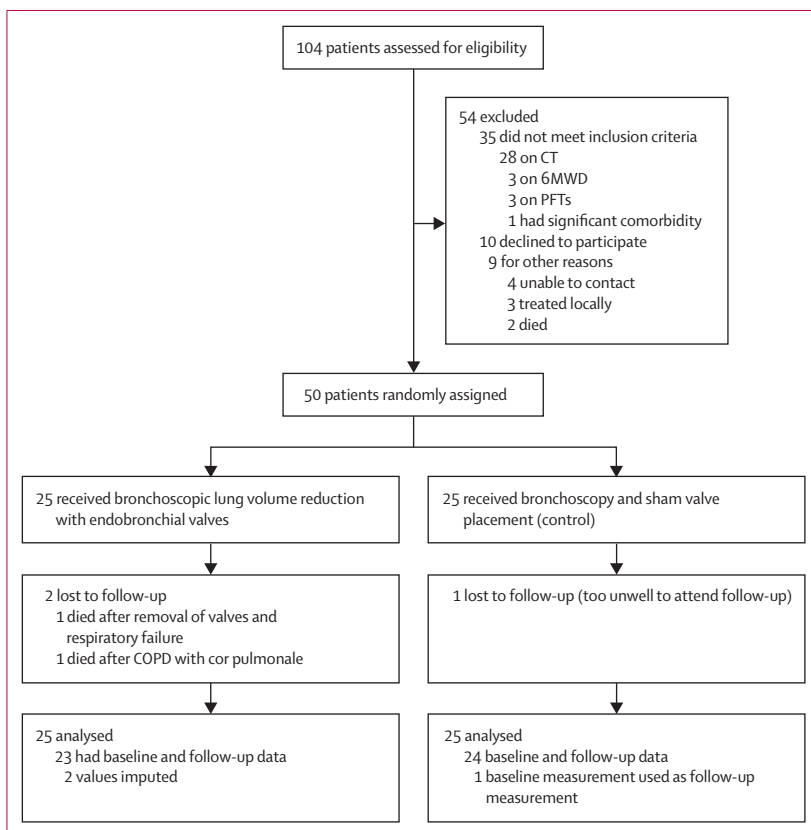 104 patients assessed for eligibility
54 excluded
35 did not meet inclusion criteria
28 on CT
3 on 6MWD
3 on PFTs
1 had significant comorbidity
10 declined to participate
9 for other reasons
4 unable to contact
3 treated locally
2 died
50 patients randomly assigned
25 received bronchoscopic lung volume reduction
with endobronchial valves
25 received bronchoscopy and sham valve
placement (control)
2 lost to follow-up
1 died after removal of valves and
respiratory failure
1 died after COPD with cor pulmonale
1 lost to follow-up (too unwell to attend follow-up)
25 analysed
23 had baseline and follow-up data
2 values imputed
25 analysed
24 baseline and follow-up data
1 baseline measurement used as follow-up
measurement